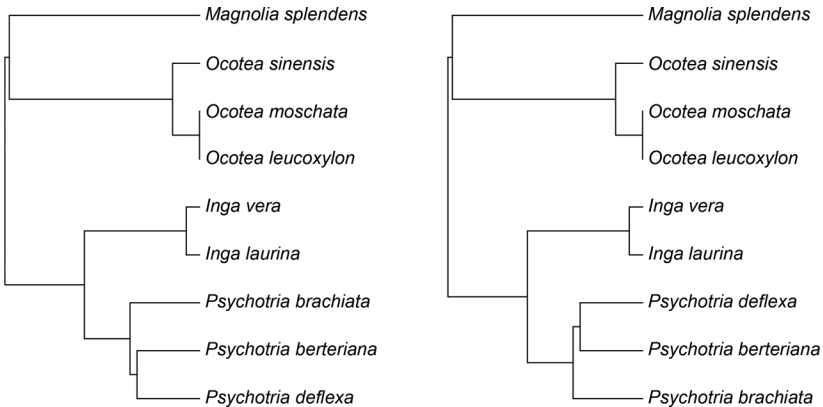 Magnolia splendens
Ocotea sinensis
Ocotea moschata
Ocotea leucoxylon
Inga vera
Inga laurina
Psychotria brachiata
Psychotria berteriana
Psychotria deflexa
Magnolia splendens
Ocotea sinensis
Ocotea moschata
Ocotea leucoxylon
Inga vera
Inga laurina
Psychotria deflexa
Psychotria berteriana
Psychotria brachiata